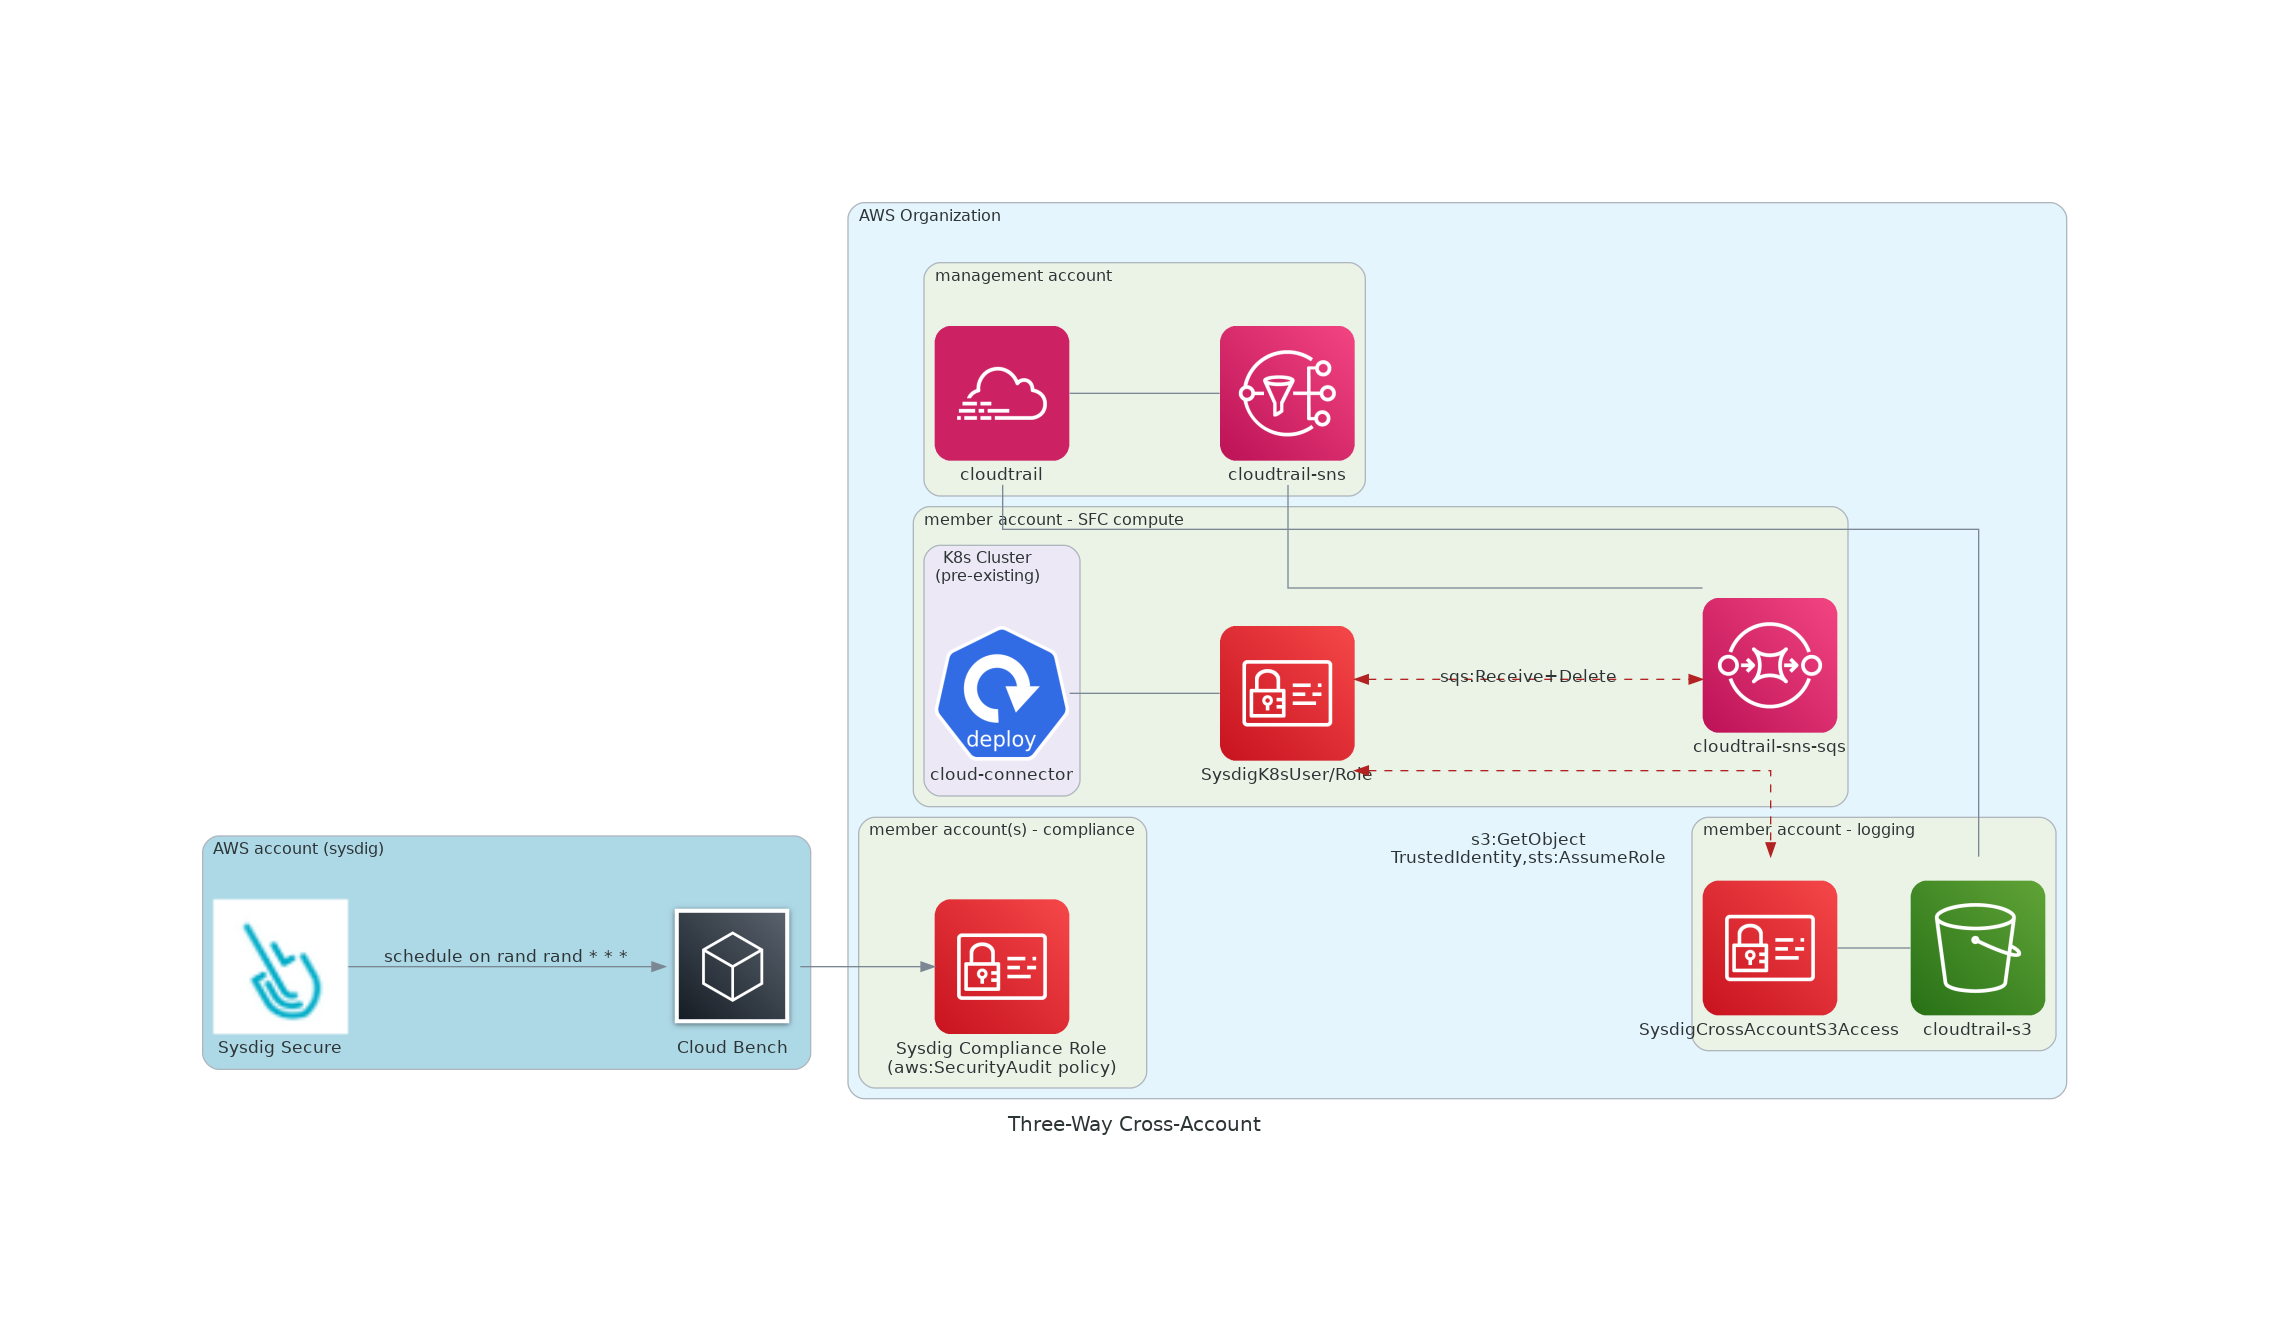 AWS Organization
management account
cloudtrail
cloudtrail-sns
member account - SFC compute
K8s Cluster
(pre-existing)
deploy
cloud-connector
SysdigK8sUser/Role
sqs:Receive+Delete
cloudtrail-sns-sqs
s3:GetObject
TrustedIdentity,sts:AssumeRole
member account - logging
SysdigCrossAccountS3Access
cloudtrail-s3
AWS account (sysdig)
Sysdig Secure
schedule on rand rand * * *
Cloud Bench
member account(s) - compliance
Sysdig Compliance Role
(aws:SecurityAudit policy)
Three-Way Cross-Account